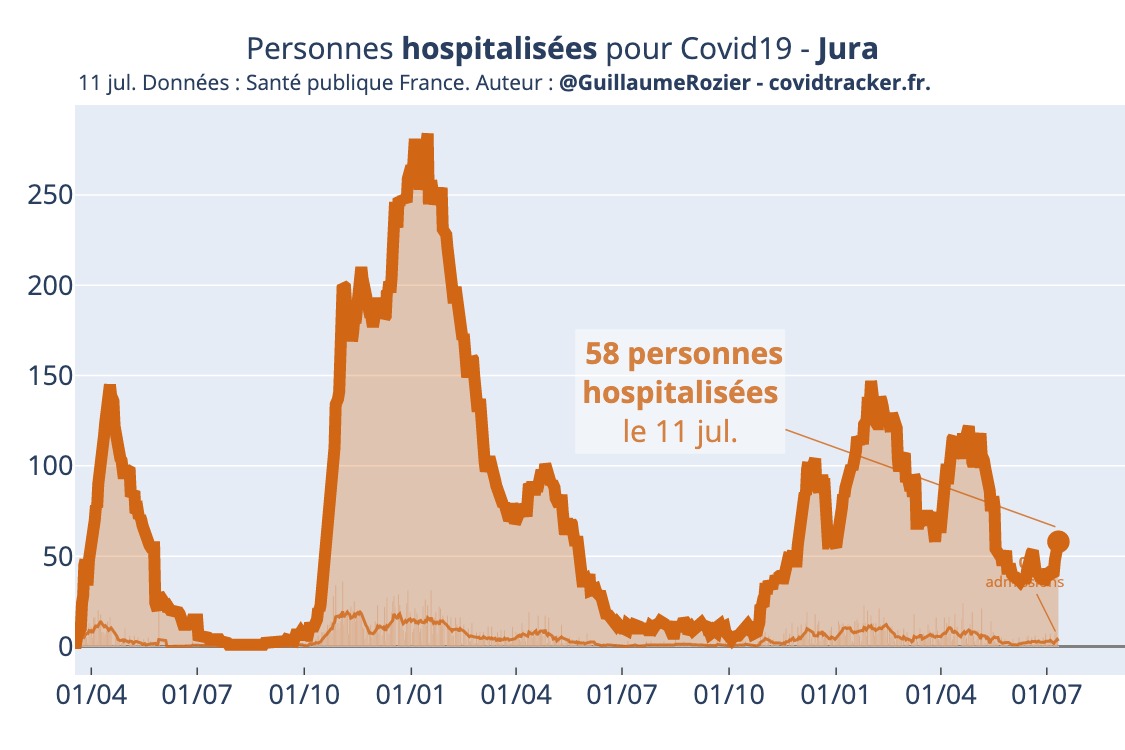 Personnes hospitalisées pour Covid19 - Jura
11 jul. Données : Santé publique France. Auteur : @GuillaumeRozier - covidtracker.fr.
250
200
150
100
50
0
58 personnes
hospitalisées
le 11 jul.
admissions
01/04
01/07
01/10
01/01
01/04
01/07
01/10
01/01
01/04
01/07